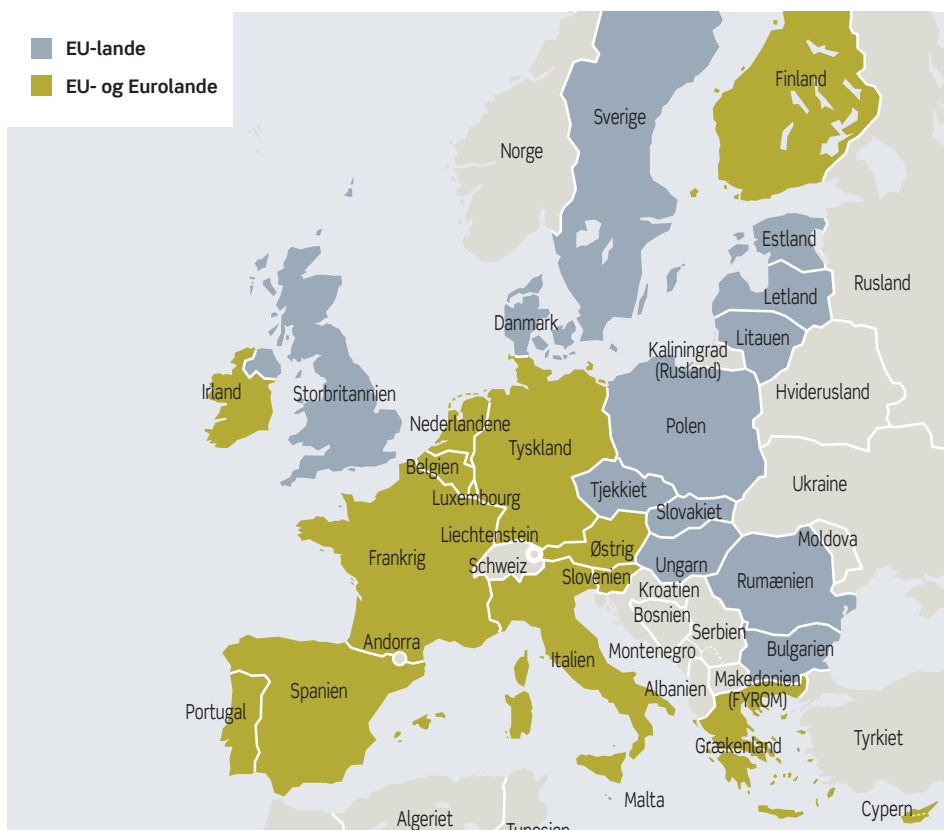 EU-lande
EU- og Eurolande
Finland
Sverige
Norge
Estland
Rusland
Letland
Danmark
Litauen
Kaliningrad
(Rusland)
Irland
Storbritannien
Hviderusland
Nederlandene
Polen
Tyskland
Belgien
Tjekkiet
Ukraine
Luxembourg
Slovakiet
Liechtenstein
Østrig
Moldova
Frankrig
Schweiz
Ungarn
Slovenien
Rumænien
Kroatien
Bosnien
Serbien
Andorra
Montenegro
Bulgarien
Italien
Spanien
Albanien
Makedonien
(FYROM)
Portugal
Tyrkiet
Grækenland
Malta
Cypern
Algeriet
Tunesien